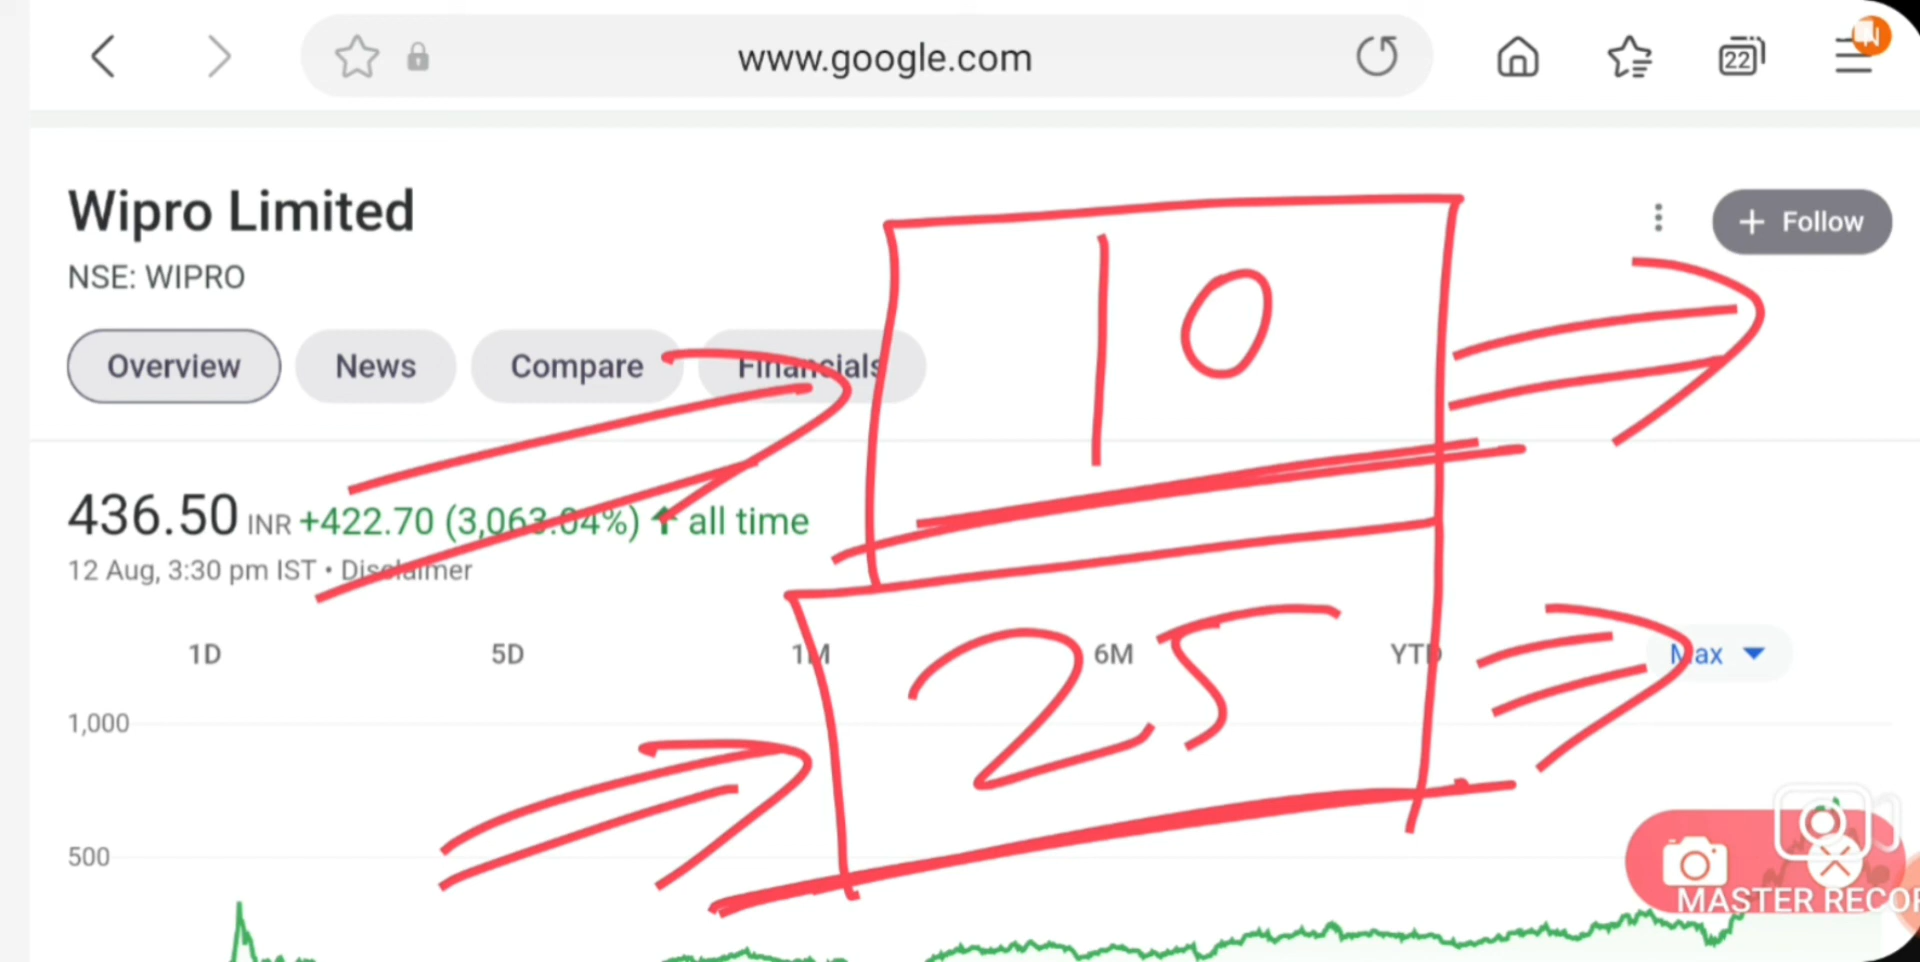 www.google.com
22
Wipro Limited
+ Follow
NSE: WIPRO
10
Overview News Compare Financials
436.50 INR +422.70 (3,063.04%) ↑ all time
12 Aug, 3:30 pm IST • Disclaimer
1D 5D 1M 6M YTD Max
25
1,000
500
MASTER RECOR